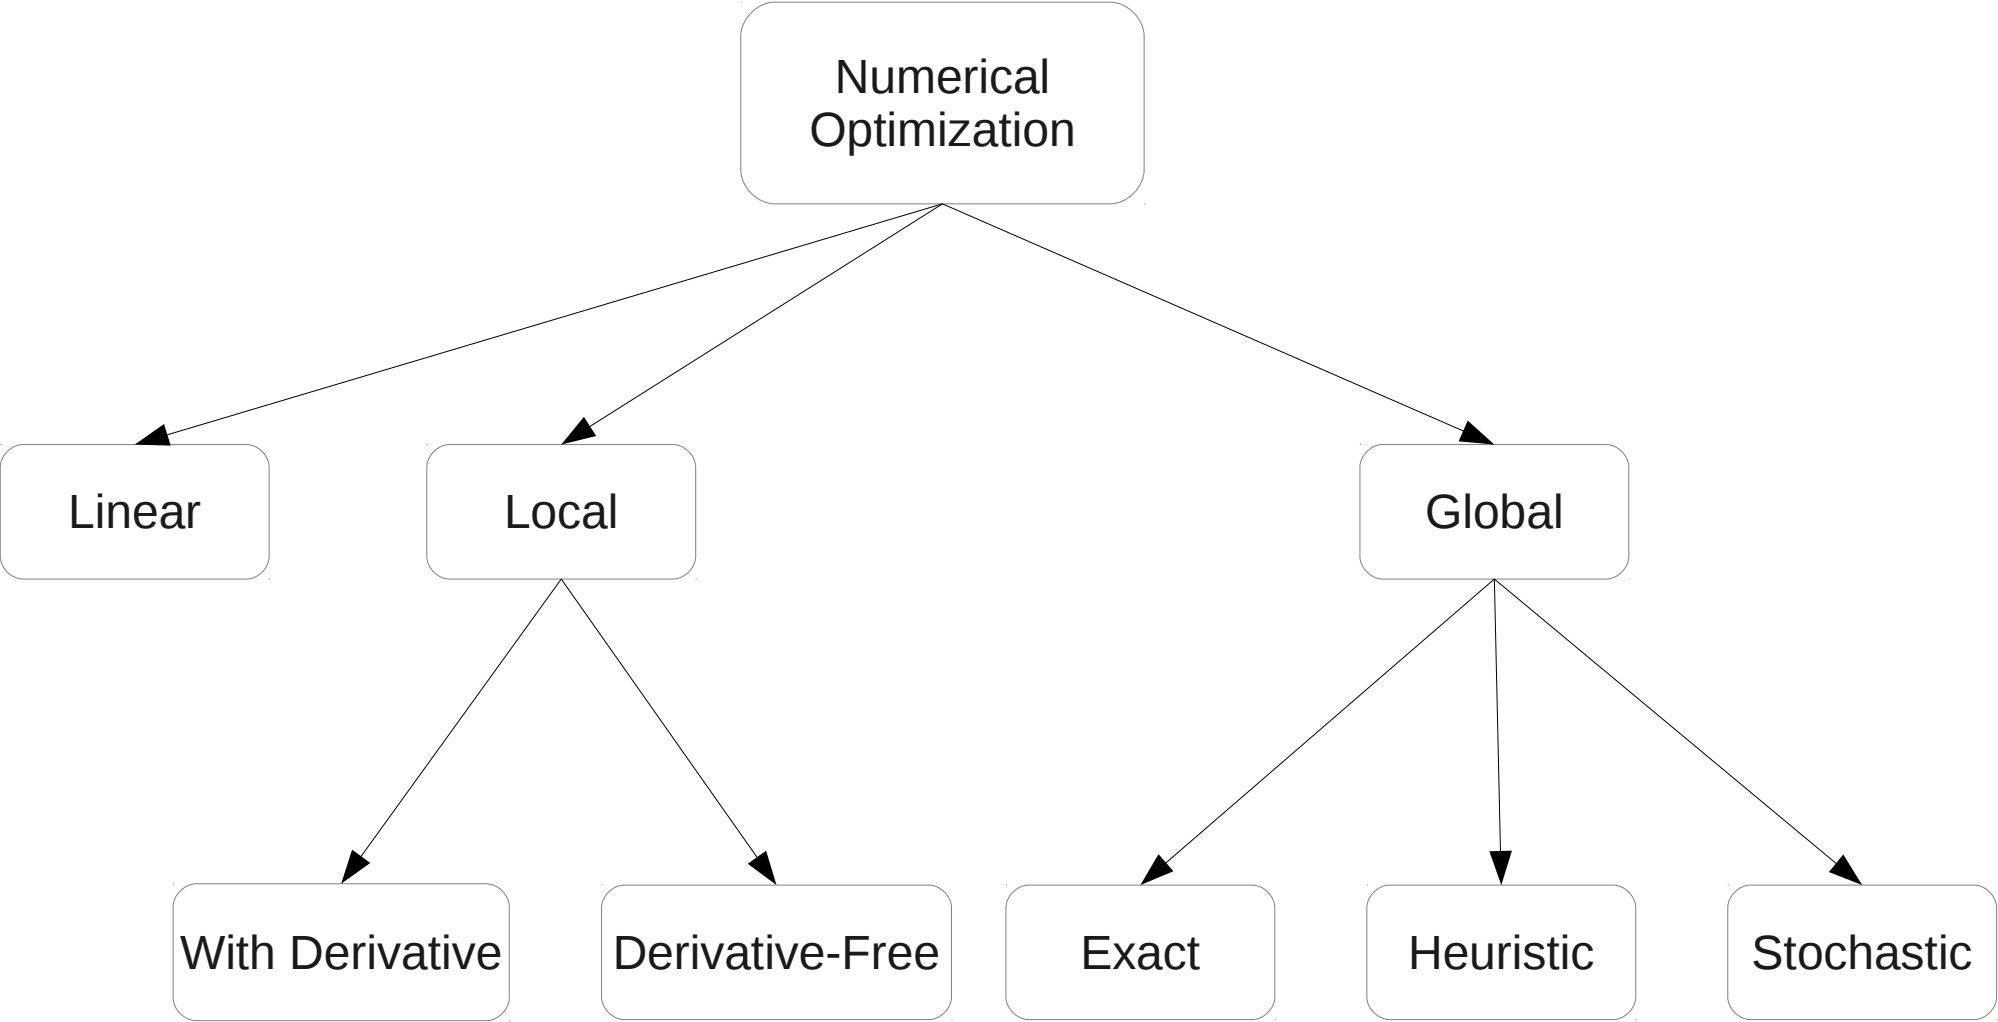 Numerical
Optimization
Linear
Local
Global
With Derivative
Derivative-Free
Exact
Heuristic
Stochastic